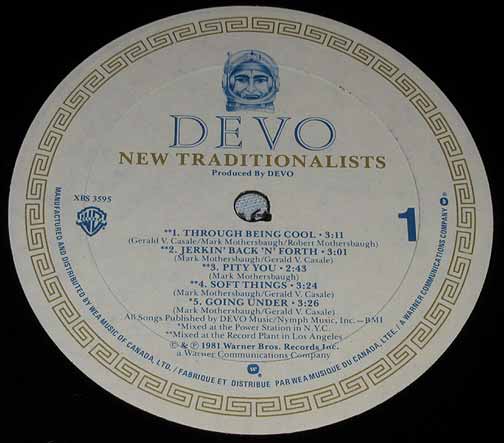 DEVO
NEW TRADITIONALISTS
Produced By DEVO
XBS 3595
1
**1. THROUGH BEING COOL • 3:11
(Gerald V. Casale/Mark Mothersbaugh/Robert Mothersbaugh)
**2. JERKIN' BACK 'N' FORTH • 3:01
(Mark Mothersbaugh/Gerald V. Casale)
**3. PITY YOU • 2:43
(Mark Mothersbaugh)
**4. SOFT THINGS • 3:24
(Mark Mothersbaugh/Gerald V. Casale)
*5. GOING UNDER • 3:26
(Mark Mothersbaugh/Gerald V. Casale)
All Songs Published by DEVO Music/Nymph Music, Inc.—BMI
*Mixed at the Power Station in N.Y.C.
**Mixed at the Record Plant in Los Angeles
© & ℗ 1981 Warner Bros. Records Inc.
a Warner Communications Company
MANUFACTURED AND DISTRIBUTED BY WEA MUSIC OF CANADA, LTD. / FABRIQUE ET DISTRIBUE PAR WEA MUSIQUE DU CANADA, LTEE. / A WARNER COMMUNICATIONS COMPANY